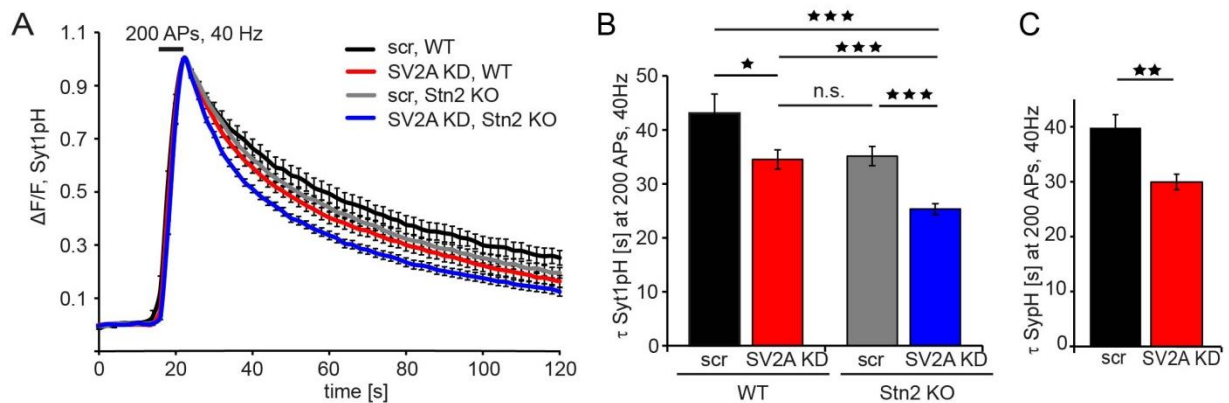 A
200 APs, 40 Hz
scr, WT
SV2A KD, WT
scr, Stn2 KO
SV2A KD, Stn2 KO
ΔF/F, Syt1pH
1.1
0.9
0.7
0.5
0.3
0.1
0 20 40 60 80 100 120
time [s]
B
★★★
★★★
★
n.s.
★★★
τ Syt1pH [s] at 200 APs, 40Hz
50
40
30
20
10
0
scr SV2A KD scr SV2A KD
WT Stn2 KO
C
★★
τ SypH [s] at 200 APs, 40Hz
40
30
20
10
0
scr SV2A KD